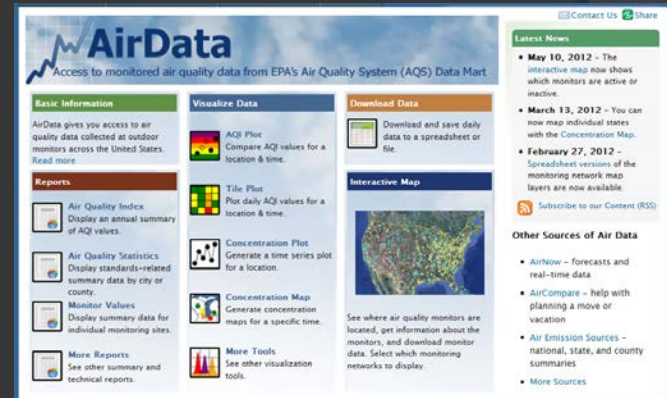 Contact Us Share
AirData
Access to monitored air quality data from EPA's Air Quality System (AQS) Data Mart
Basic Information
AirData gives you access to air
quality data collected at outdoor
monitors across the United States.
Read more
Reports
Air Quality Index
Display an annual summary
of AQI values.
Air Quality Statistics
Display standards-related
summary data by city or
county.
Monitor Values
Display summary data for
individual monitoring sites.
More Reports
See other summary and
technical reports.
Visualize Data
AQI Plot
Compare AQI values for a
location & time.
Tile Plot
Plot daily AQI values for a
location & time.
Concentration Plot
Generate a time series plot
for a location.
Concentration Map
Generate concentration
maps for a specific time.
More Tools
See other visualization
tools.
Download Data
Download and save daily
data to a spreadsheet or
file.
Interactive Map
See where air quality monitors are
located, get information about the
monitors, and download monitor
data. Select which monitoring
networks to display.
Latest News
• May 10, 2012 - The
interactive map now shows
which monitors are active or
inactive.
• March 13, 2012 - You can
now map individual states
with the Concentration Map.
• February 27, 2012 -
Spreadsheet versions of the
monitoring network map
layers are now available.
Subscribe to our Content (RSS)
Other Sources of Air Data
• AirNow - forecasts and
real-time data
• AirCompare - help with
planning a move or
vacation
• Air Emission Sources -
national, state, and county
summaries
• More Sources